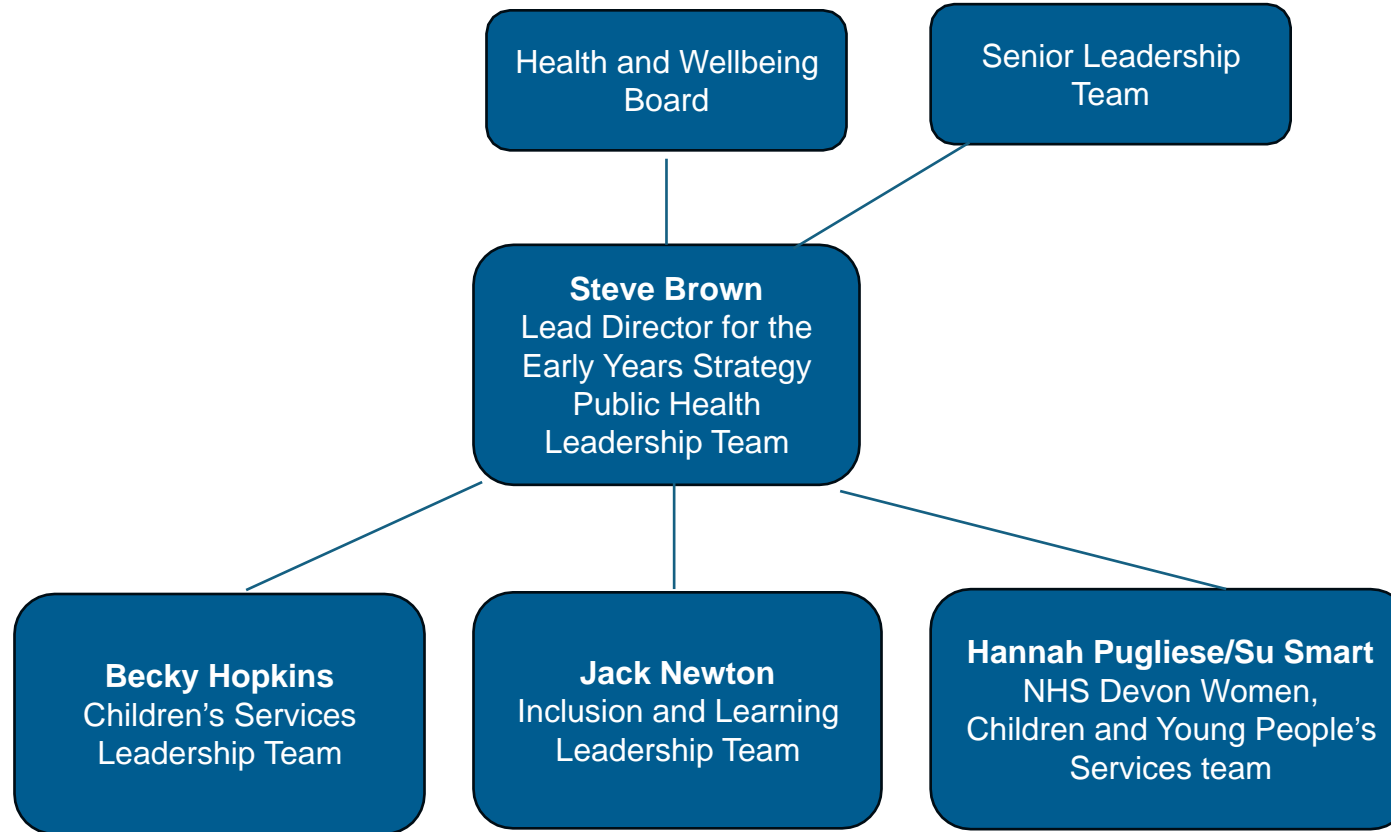 Health and Wellbeing
Board
Senior Leadership
Team
Steve Brown
Lead Director for the
Early Years Strategy
Public Health
Leadership Team
Becky Hopkins
Children’s Services
Leadership Team
Jack Newton
Inclusion and Learning
Leadership Team
Hannah Pugliese/Su Smart
NHS Devon Women,
Children and Young People’s
Services team